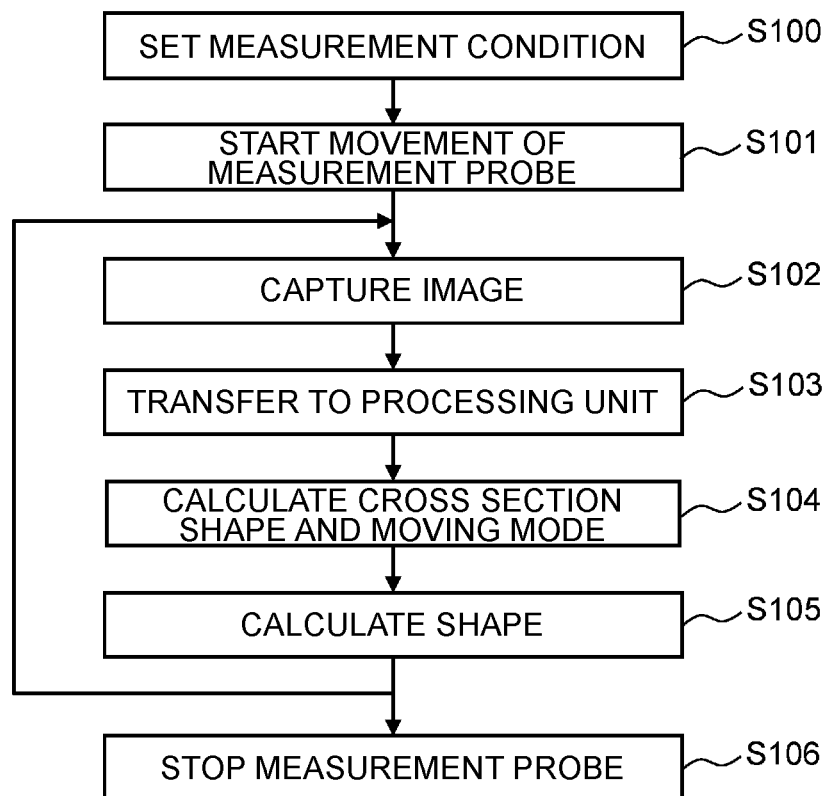 SET MEASUREMENT CONDITION
S100
START MOVEMENT OF
MEASUREMENT PROBE
S101
CAPTURE IMAGE
S102
TRANSFER TO PROCESSING UNIT
S103
CALCULATE CROSS SECTION
SHAPE AND MOVING MODE
S104
CALCULATE SHAPE
S105
STOP MEASUREMENT PROBE
S106